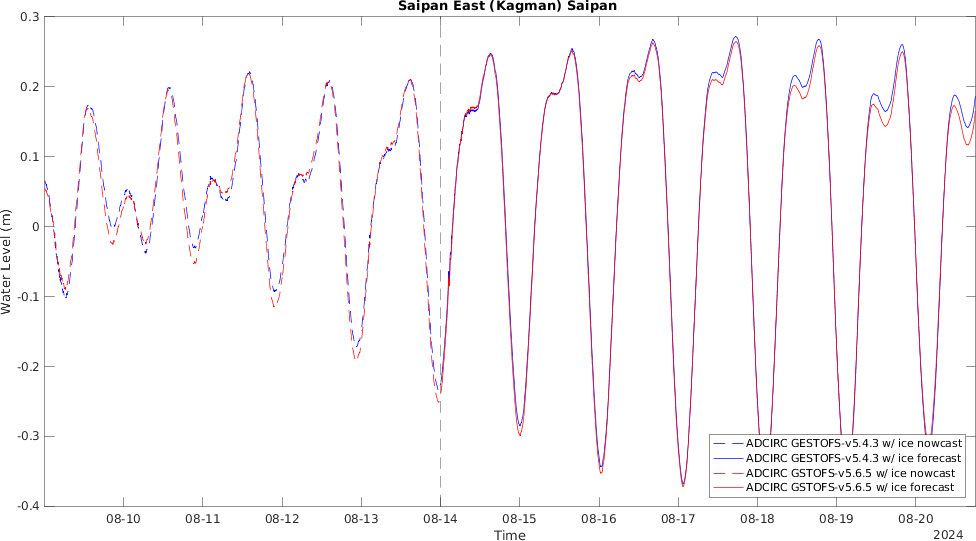 Saipan East (Kagman) Saipan
0.3
0.2
0.1
0
-0.1
-0.2
-0.3
-0.4
Water Level (m)
ADCIRC GESTOFS-v5.4.3 w/ ice nowcast
ADCIRC GESTOFS-v5.4.3 w/ ice forecast
ADCIRC GSTOFS-v5.6.5 w/ ice nowcast
ADCIRC GSTOFS-v5.6.5 w/ ice forecast
08-10 08-11 08-12 08-13 08-14 08-15 08-16 08-17 08-18 08-19 08-20
Time
2024